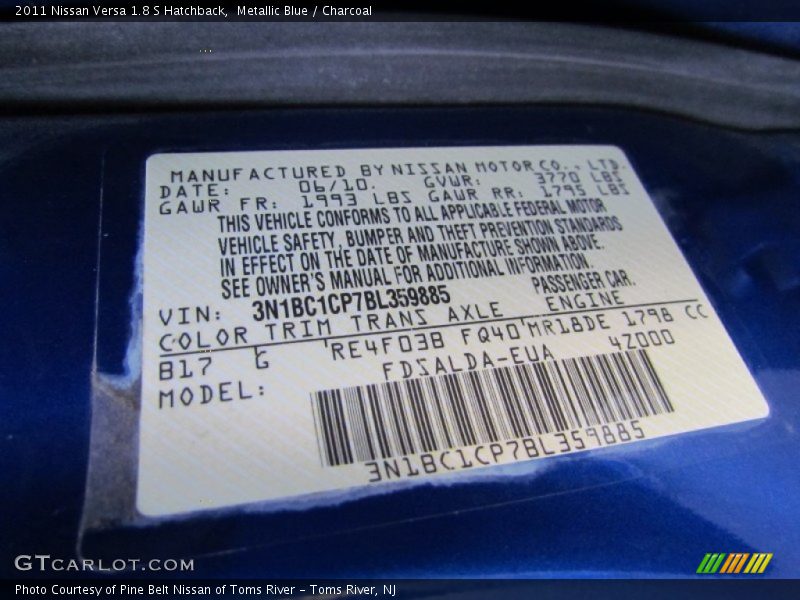 2011 Nissan Versa 1.8 S Hatchback,  Metallic Blue / Charcoal
MANUFACTURED BY NISSAN MOTOR CO., LTD.
DATE: 06/10. GVWR: 3770 LBS
GAWR FR: 1993 LBS GAWR RR: 1795 LBS
THIS VEHICLE CONFORMS TO ALL APPLICABLE FEDERAL MOTOR
VEHICLE SAFETY, BUMPER AND THEFT PREVENTION STANDARDS
IN EFFECT ON THE DATE OF MANUFACTURE SHOWN ABOVE.
SEE OWNER'S MANUAL FOR ADDITIONAL INFORMATION.
VIN: 3N1BC1CP7BL359885 PASSENGER CAR.
COLOR TRIM TRANS AXLE ENGINE
B17 G RE4F03B FQ40 MR18DE 1798 CC
MODEL: FDSALDA-EUA 4Z000
3N1BC1CP7BL359885
GTCARLOT.COM
Photo Courtesy of Pine Belt Nissan of Toms River - Toms River, NJ